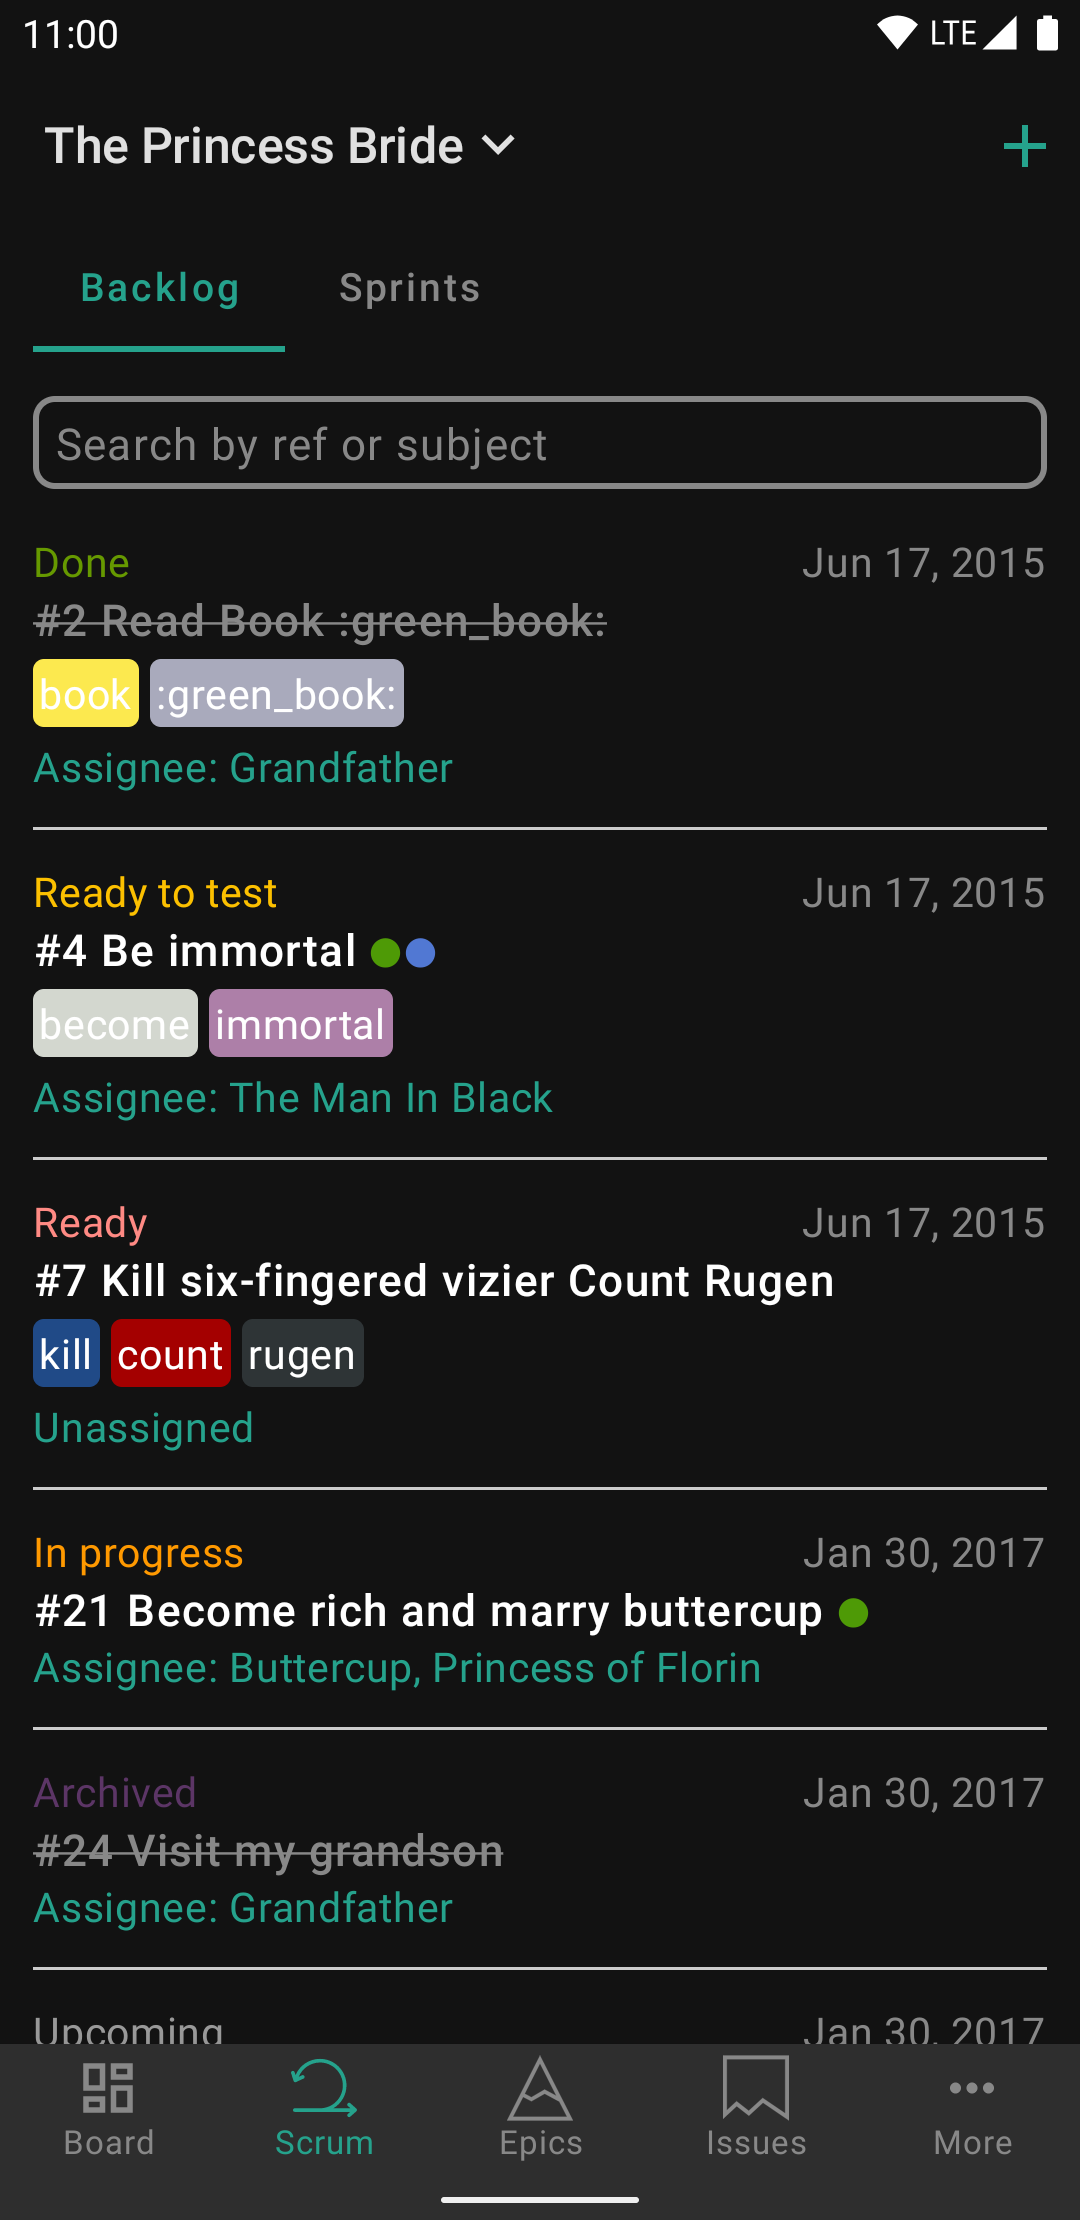 11:00 LTE
The Princess Bride
Backlog Sprints
Search by ref or subject
Done Jun 17, 2015
#2 Read Book :green_book:
book :green_book:
Assignee: Grandfather
Ready to test Jun 17, 2015
#4 Be immortal
become immortal
Assignee: The Man In Black
Ready Jun 17, 2015
#7 Kill six-fingered vizier Count Rugen
kill count rugen
Unassigned
In progress Jan 30, 2017
#21 Become rich and marry buttercup
Assignee: Buttercup, Princess of Florin
Archived Jan 30, 2017
#24 Visit my grandson
Assignee: Grandfather
Upcoming Jan 30, 2017
Board Scrum Epics Issues More